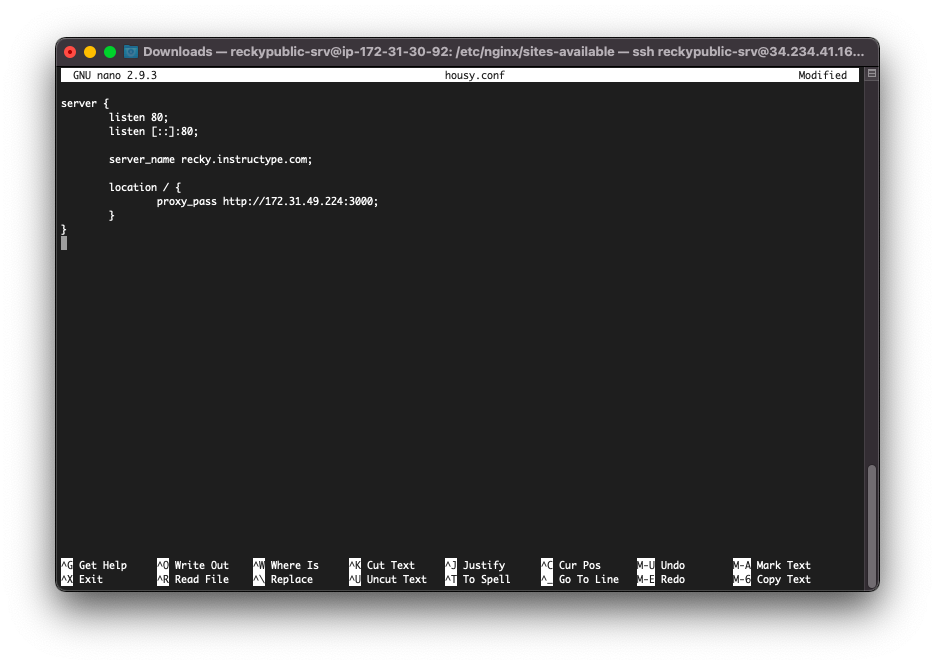 Downloads — reckypublic-srv@ip-172-31-30-92: /etc/nginx/sites-available — ssh reckypublic-srv@34.234.41.16...
GNU nano 2.9.3 housy.conf Modified
server {
listen 80;
listen [::]:80;
server_name recky.instructype.com;
location / {
proxy_pass http://172.31.49.224:3000;
}
}
^G Get Help ^O Write Out ^W Where Is ^K Cut Text ^J Justify ^C Cur Pos M-U Undo M-A Mark Text
^X Exit ^R Read File ^\ Replace ^U Uncut Text ^T To Spell ^_ Go To Line M-E Redo M-6 Copy Text